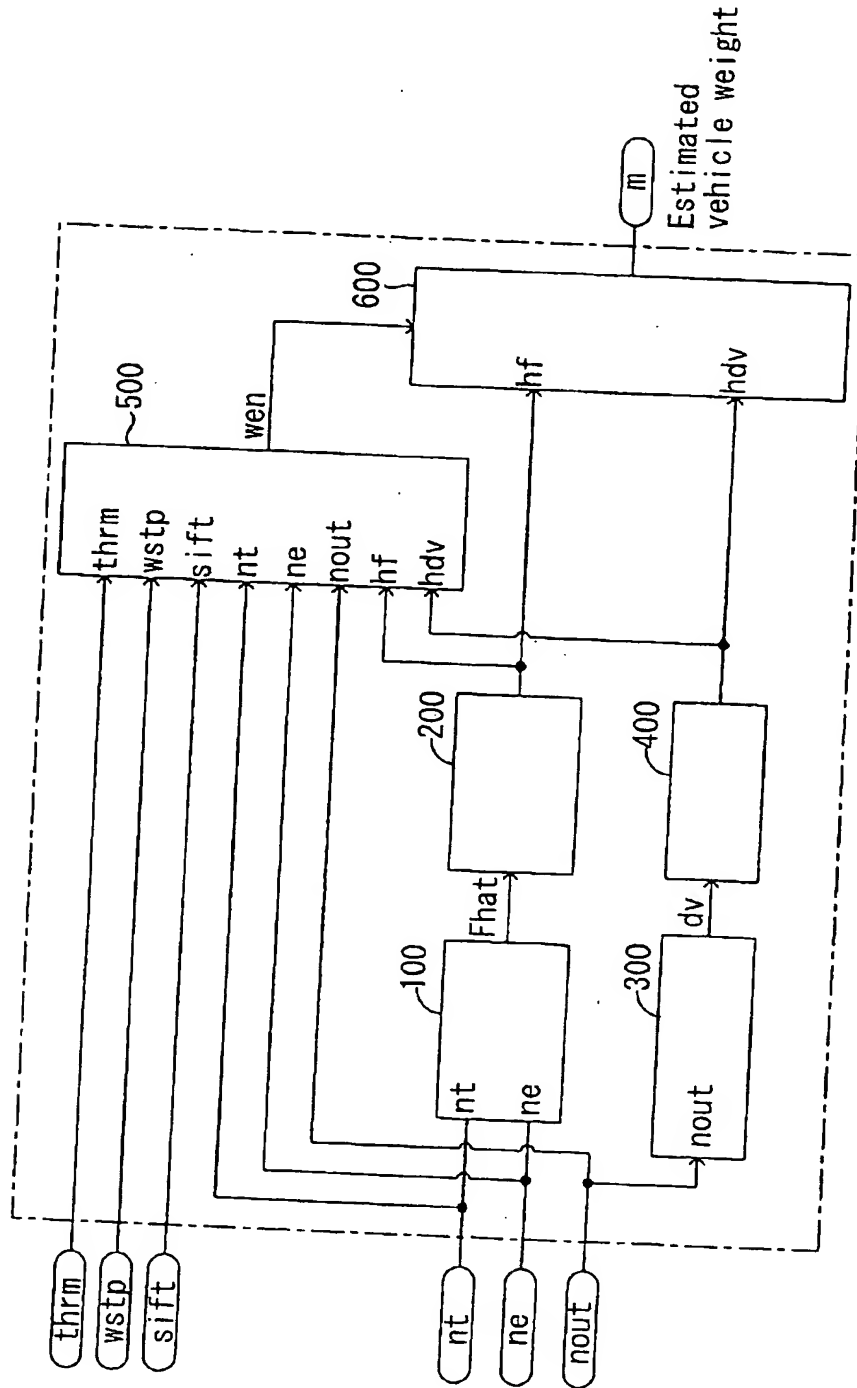 thrm
wstp
sift
nt
ne
nout
500
thrm
wstp
sift
nt
ne
nout
hf
hdv
wen
100
nt
ne
Fhat
200
300
nout
dv
400
600
hf
hdv
m
Estimated
vehicle weight